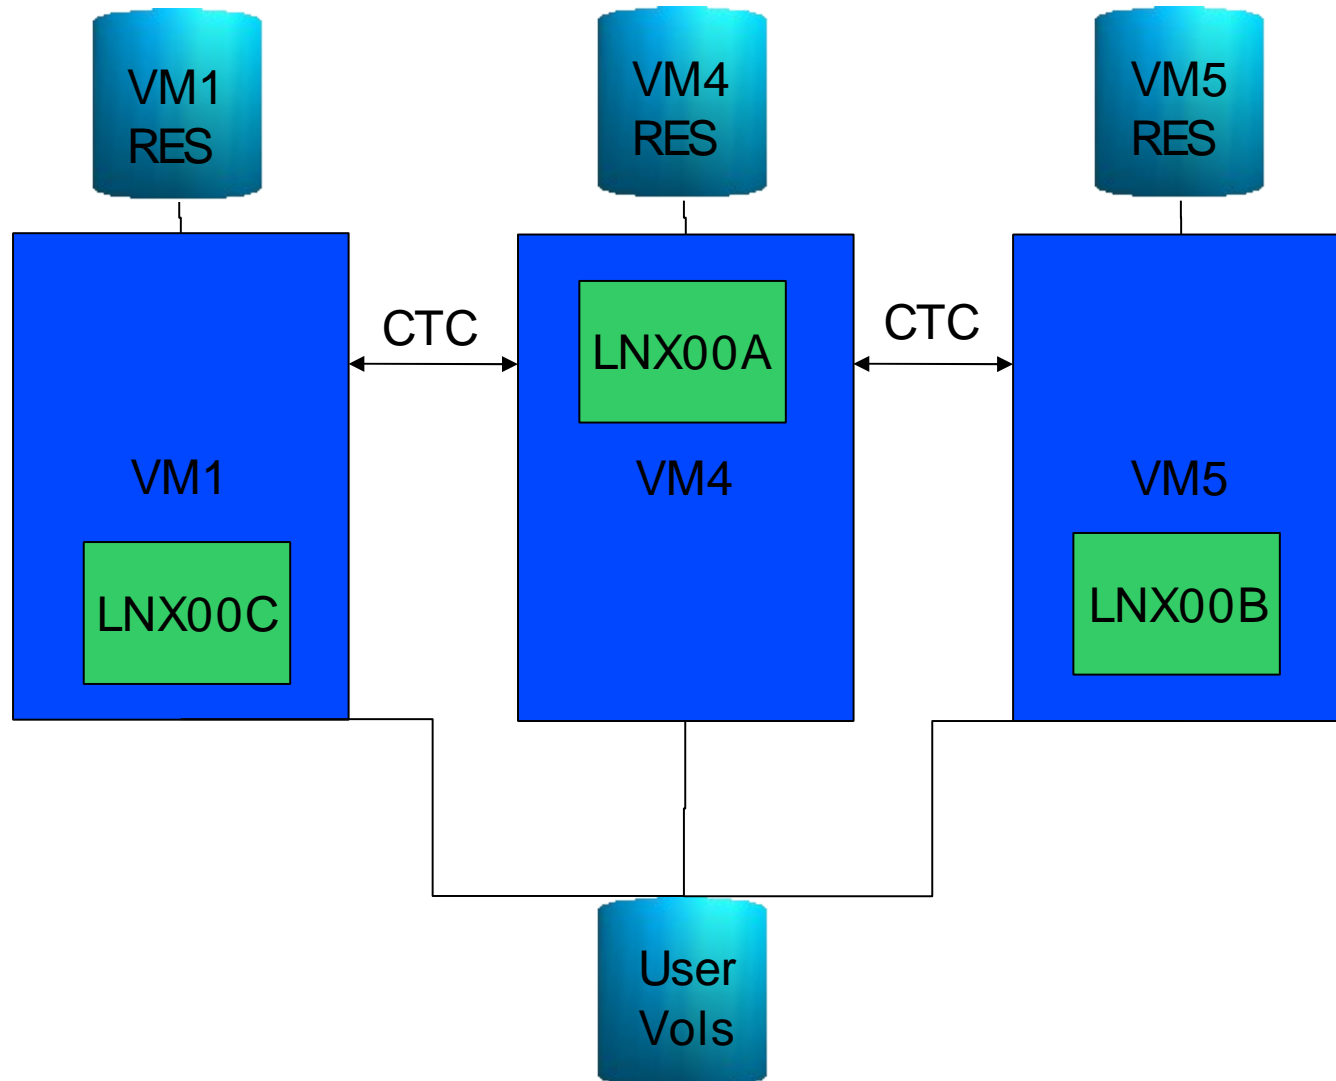 VM1
RES
VM4
RES
VM5
RES
CTC
LNX00A
CTC
VM1
VM4
VM5
LNX00C
LNX00B
User
Vols